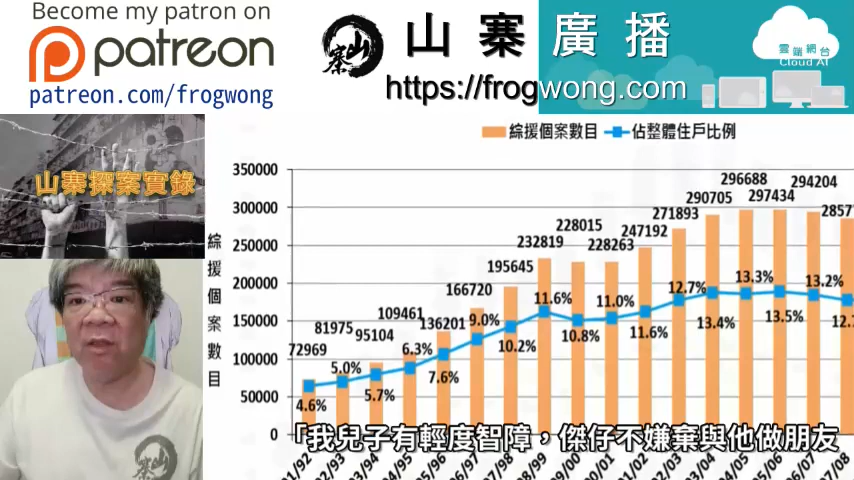 Become my patron on
patreon
patreon.com/frogwong
山寨
山寨廣播
https://frogwong.com
雲端網台
Cloud AI
山寨探案實錄
綜援個案數目
佔整體住戶比例
綜援個案數目
350000
300000
250000
200000
150000
100000
50000
0
72969
81975
95104
109461
136201
166720
195645
232819
228015
228263
247192
271893
290705
296688
297434
294204
4.6%
5.0%
5.7%
6.3%
7.6%
9.0%
10.2%
11.6%
10.8%
11.0%
11.6%
12.7%
13.4%
13.3%
13.5%
13.2%
「我兒子有輕度智障，傑仔不嫌棄與他做朋友
山寨